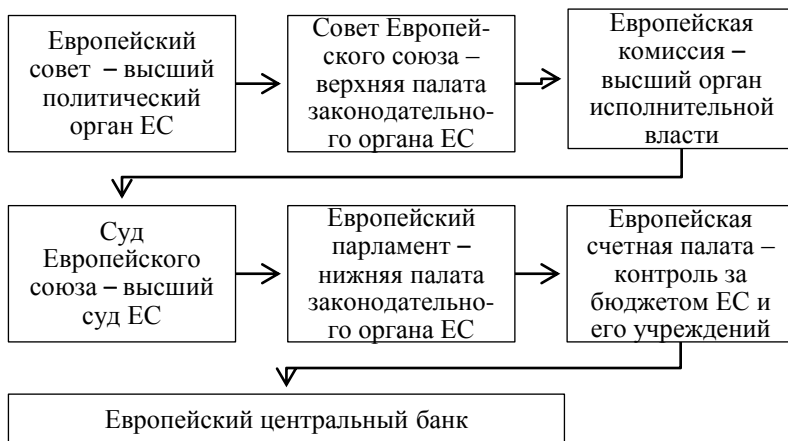 Европейский
совет – высший
политический
орган ЕС
Совет Европей-
ского союза –
верхняя палата
законодательно-
го органа ЕС
Европейская
комиссия –
высший орган
исполнительной
власти
Суд
Европейского
союза – высший
суд ЕС
Европейский
парламент –
нижняя палата
законодательно-
го органа ЕС
Европейская
счетная палата –
контроль за
бюджетом ЕС и
его учреждений
Европейский центральный банк